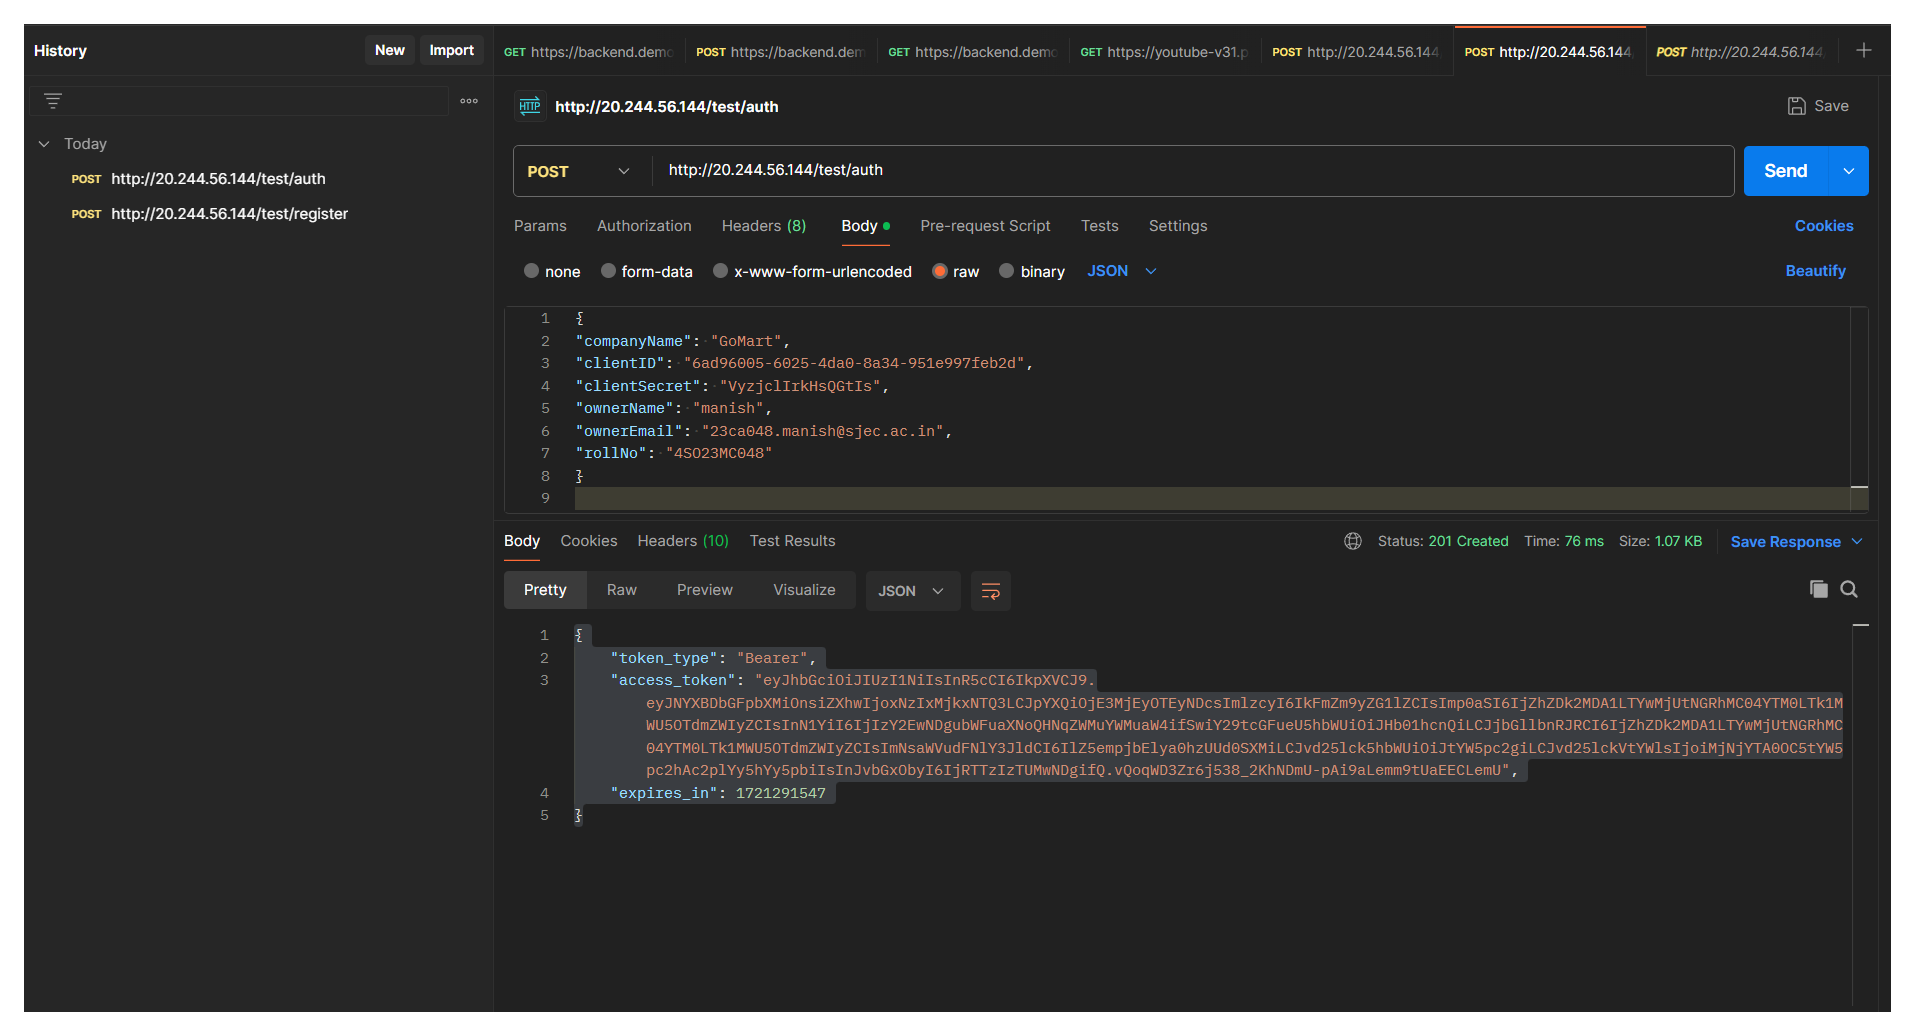 History New Import
GET https://backend.demo POST https://backend.dem GET https://backend.demo GET https://youtube-v31.p POST http://20.244.56.144 POST http://20.244.56.144 POST http://20.244.56.144
HTTP http://20.244.56.144/test/auth Save
Today
POST http://20.244.56.144/test/auth
POST http://20.244.56.144/test/register
POST http://20.244.56.144/test/auth Send
Params Authorization Headers (8) Body Pre-request Script Tests Settings Cookies
none form-data x-www-form-urlencoded raw binary JSON Beautify
1 {
2 "companyName": "GoMart",
3 "clientID": "6ad96005-6025-4da0-8a34-951e997feb2d",
4 "clientSecret": "VyzjclIrkHsQGtIs",
5 "ownerName": "manish",
6 "ownerEmail": "23ca048.manish@sjec.ac.in",
7 "rollNo": "4SO23MC048"
8 }
9
Body Cookies Headers (10) Test Results Status: 201 Created Time: 76 ms Size: 1.07 KB Save Response
Pretty Raw Preview Visualize JSON
1 {
2 "token_type": "Bearer",
3 "access_token": "eyJhbGciOiJIUzI1NiIsInR5cCI6IkpXVCJ9.
eyJNYXBDbGFpbXMiOnsiZXhwIjoxNzIxMjkxNTQ3LCJpYXQiOjE3MjEyOTEyNDcsImlzcyI6IkFmZm9yZG1lZCIsImp0aSI6IjZhZDk2MDA1LTYwMjUtNGRhMC04YTM0LTk1M
WU5OTdmZWIyZCIsInN1YiI6IjIzY2EwNDgubWFuaXNoQHNqZWMuYWMuaW4ifSwiY29tcGFueU5hbWUiOiJHb01hcnQiLCJjbGllbnRJRCI6IjZhZDk2MDA1LTYwMjUtNGRhMC
04YTM0LTk1MWU5OTdmZWIyZCIsImNsaWVudFNlY3JldCI6IlZ5empjbElya0hzUUd0SXMiLCJvd25lck5hbWUiOiJtYW5pc2giLCJvd25lckVtYWlsIjoiMjNjYTA0OC5tYW5
pc2hAc2plYy5hYy5pbiIsInJvbGxObyI6IjRTTzIzTUMwNDgifQ.vQoqWD3Zr6j538_2KhNDmU-pAi9aLemm9tUaEECLemU",
4 "expires_in": 1721291547
5 }